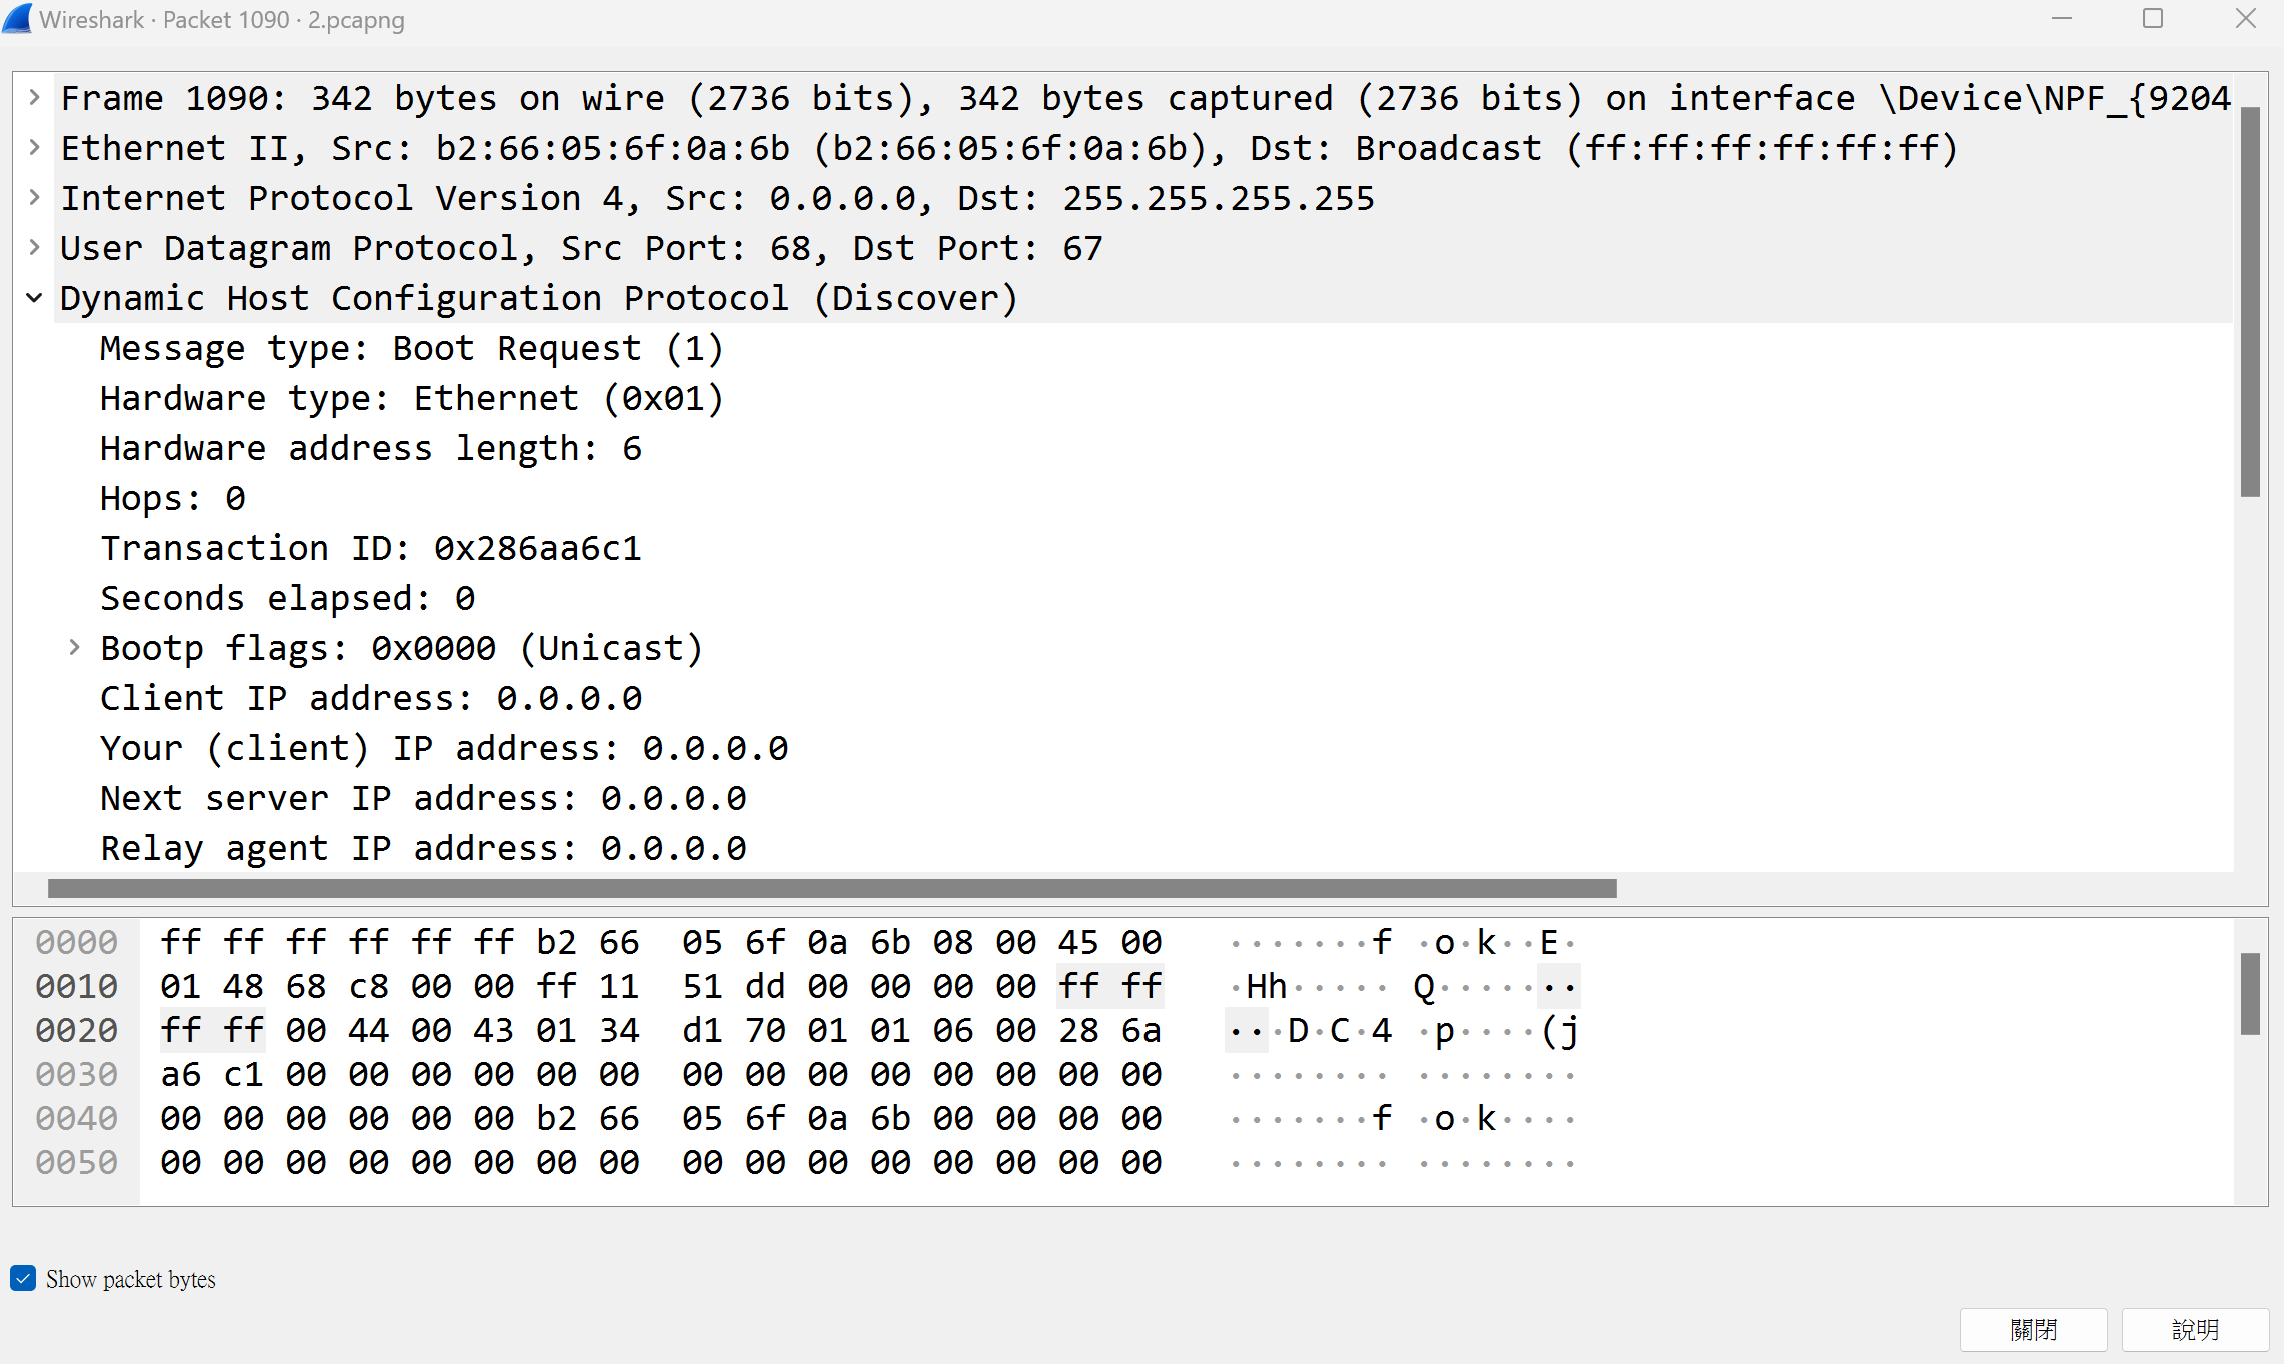 Wireshark · Packet 1090 · 2.pcapng
Frame 1090: 342 bytes on wire (2736 bits), 342 bytes captured (2736 bits) on interface \Device\NPF_{9204
Ethernet II, Src: b2:66:05:6f:0a:6b (b2:66:05:6f:0a:6b), Dst: Broadcast (ff:ff:ff:ff:ff:ff)
Internet Protocol Version 4, Src: 0.0.0.0, Dst: 255.255.255.255
User Datagram Protocol, Src Port: 68, Dst Port: 67
Dynamic Host Configuration Protocol (Discover)
Message type: Boot Request (1)
Hardware type: Ethernet (0x01)
Hardware address length: 6
Hops: 0
Transaction ID: 0x286aa6c1
Seconds elapsed: 0
Bootp flags: 0x0000 (Unicast)
Client IP address: 0.0.0.0
Your (client) IP address: 0.0.0.0
Next server IP address: 0.0.0.0
Relay agent IP address: 0.0.0.0
0000 ff ff ff ff ff ff b2 66 05 6f 0a 6b 08 00 45 00 ·······f ·o·k··E·
0010 01 48 68 c8 00 00 ff 11 51 dd 00 00 00 00 ff ff ·Hh····· Q·······
0020 ff ff 00 44 00 43 01 34 d1 70 01 01 06 00 28 6a ···D·C·4 ·p····(j
0030 a6 c1 00 00 00 00 00 00 00 00 00 00 00 00 00 00 ········ ········
0040 00 00 00 00 00 00 b2 66 05 6f 0a 6b 00 00 00 00 ·······f ·o·k····
0050 00 00 00 00 00 00 00 00 00 00 00 00 00 00 00 00 ········ ········
Show packet bytes
關閉 說明